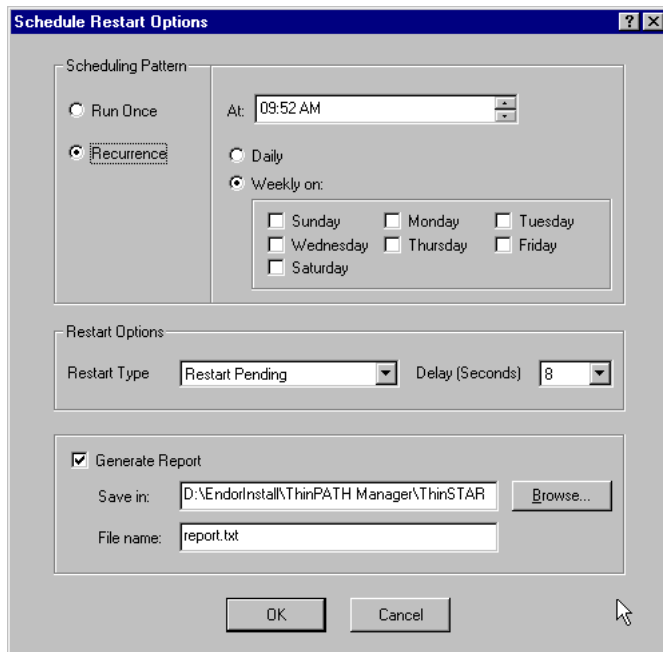 Schedule Restart Options
Scheduling Pattern
Run Once
At: 09:52 AM
Recurrence
Daily
Weekly on:
Sunday Monday Tuesday
Wednesday Thursday Friday
Saturday
Restart Options
Restart Type Restart Pending Delay (Seconds) 8
Generate Report
Save in: D:\EndorInstall\ThinPATH Manager\ThinSTAR Browse...
File name: report.txt
OK Cancel